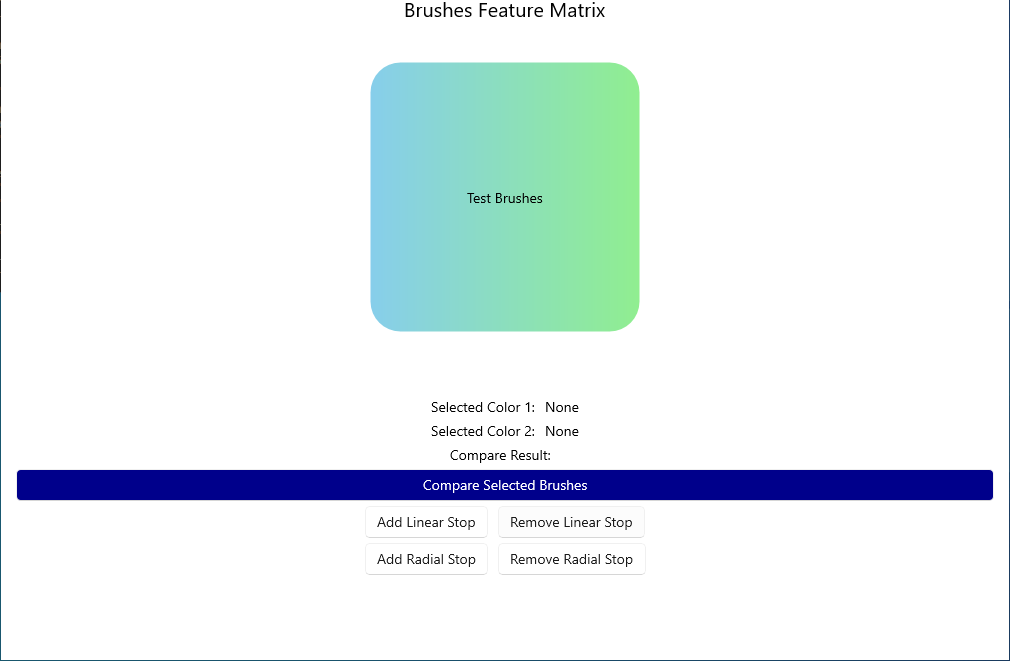 Brushes Feature Matrix
Test Brushes
Selected Color 1: None
Selected Color 2: None
Compare Result:
Compare Selected Brushes
Add Linear Stop Remove Linear Stop
Add Radial Stop Remove Radial Stop